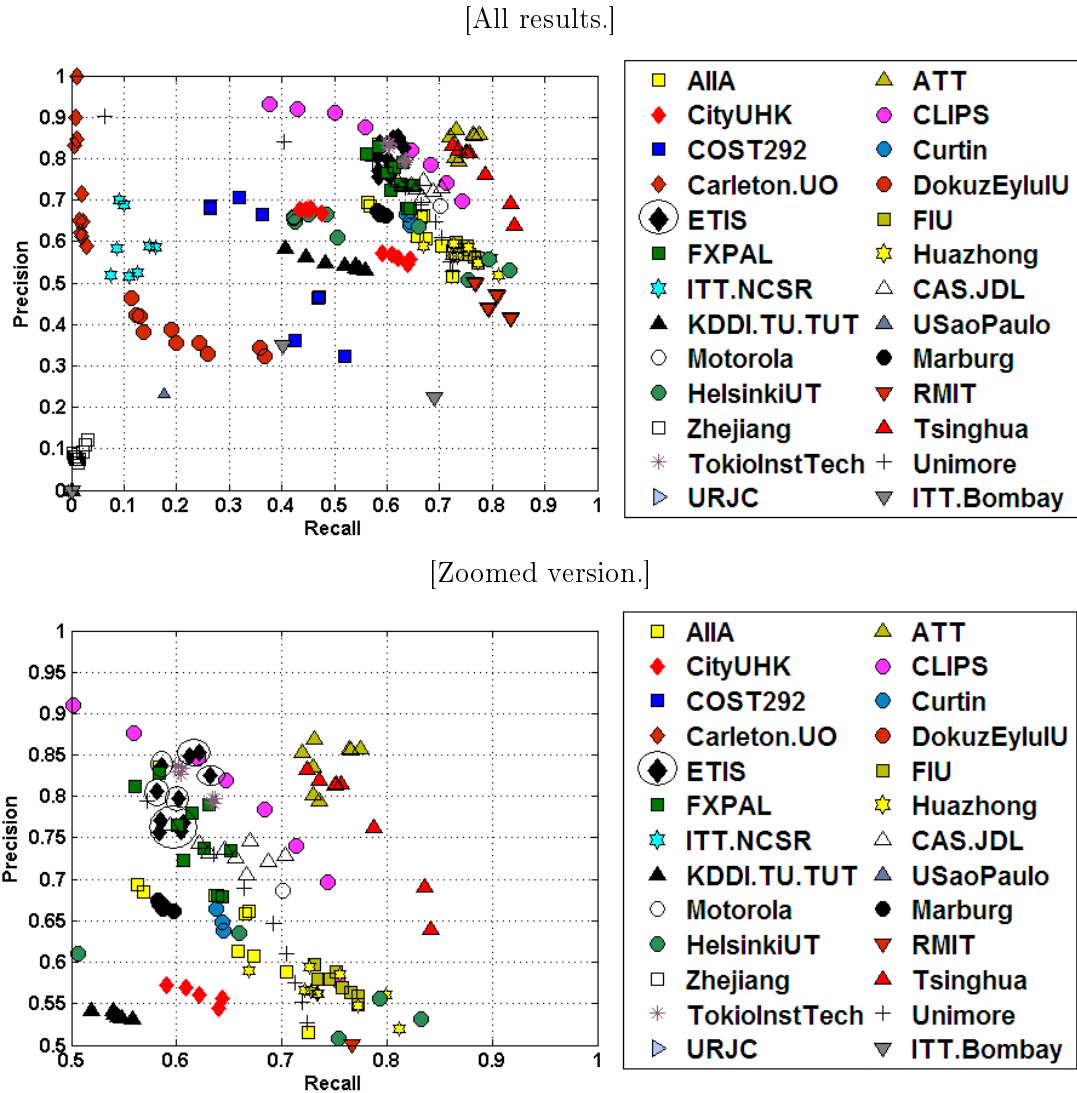 [All results.]
1
0.9
0.8
0.7
0.6
0.5
0.4
0.3
0.2
0.1
0
Precision
0 0.1 0.2 0.3 0.4 0.5 0.6 0.7 0.8 0.9 1
Recall
AIIA ATT
CityUHK CLIPS
COST292 Curtin
Carleton.UO DokuzEylulU
ETIS FIU
FXPAL Huazhong
ITT.NCSR CAS.JDL
KDDI.TU.TUT USaoPaulo
Motorola Marburg
HelsinkiUT RMIT
Zhejiang Tsinghua
TokioInstTech Unimore
URJC ITT.Bombay
[Zoomed version.]
1
0.95
0.9
0.85
0.8
0.75
0.7
0.65
0.6
0.55
0.5
Precision
0.5 0.6 0.7 0.8 0.9 1
Recall
AIIA ATT
CityUHK CLIPS
COST292 Curtin
Carleton.UO DokuzEylulU
ETIS FIU
FXPAL Huazhong
ITT.NCSR CAS.JDL
KDDI.TU.TUT USaoPaulo
Motorola Marburg
HelsinkiUT RMIT
Zhejiang Tsinghua
TokioInstTech Unimore
URJC ITT.Bombay